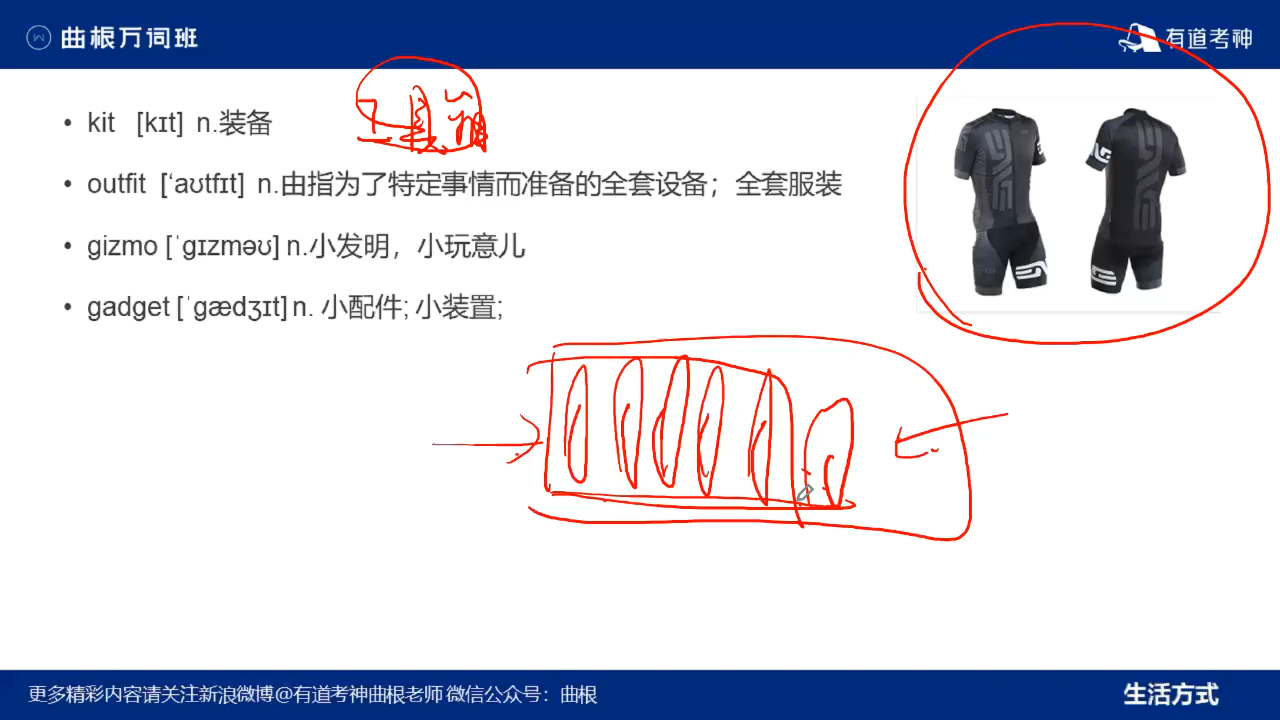 曲根万词班
有道考神
kit [kɪt] n.装备
工具箱
outfit [‘aʊtfɪt] n.由指为了特定事情而准备的全套设备；全套服装
gizmo [ˈɡɪzməʊ] n.小发明，小玩意儿
gadget [ˈɡædʒɪt] n. 小配件; 小装置;
更多精彩内容请关注新浪微博@有道考神曲根老师 微信公众号：曲根
生活方式